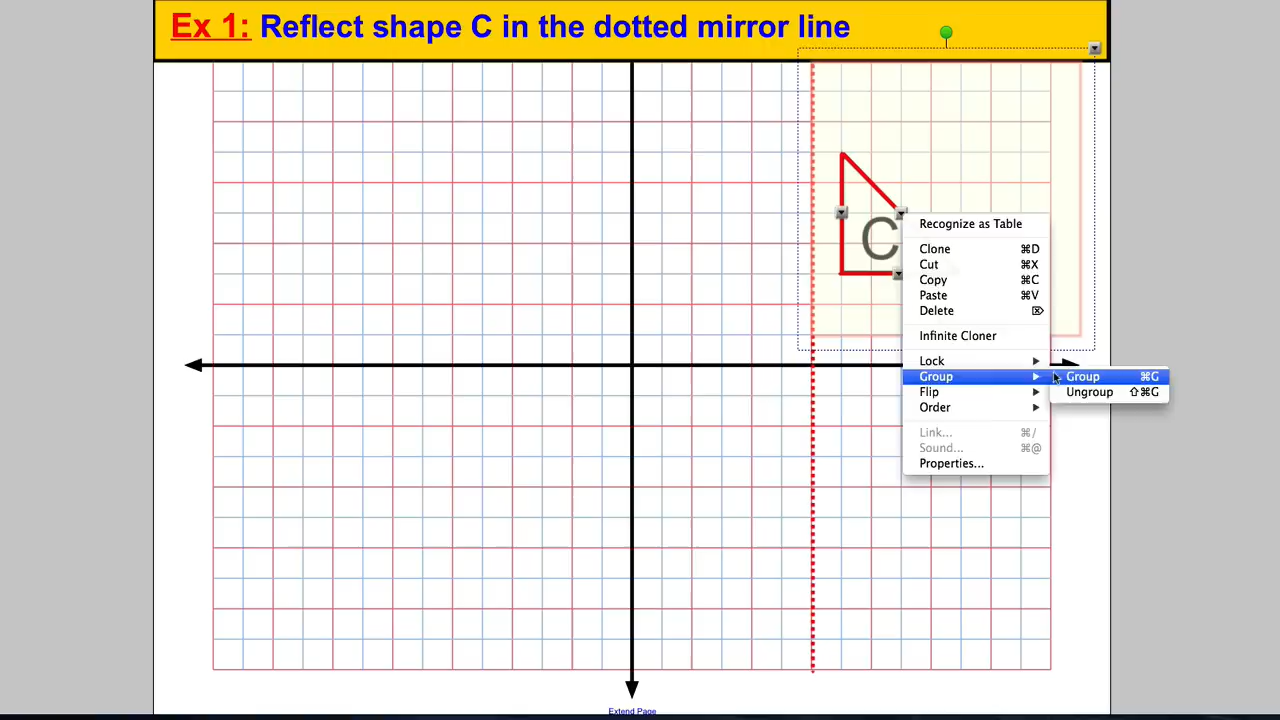 Ex 1: Reflect shape C in the dotted mirror line
C
Recognize as Table
Clone ⌘D
Cut ⌘X
Copy ⌘C
Paste ⌘V
Delete ⌦
Infinite Cloner
Lock
Group
Group ⌘G
Ungroup ⇧⌘G
Flip
Order
Link... ⌘/
Sound... ⌘@
Properties...
Extend Page